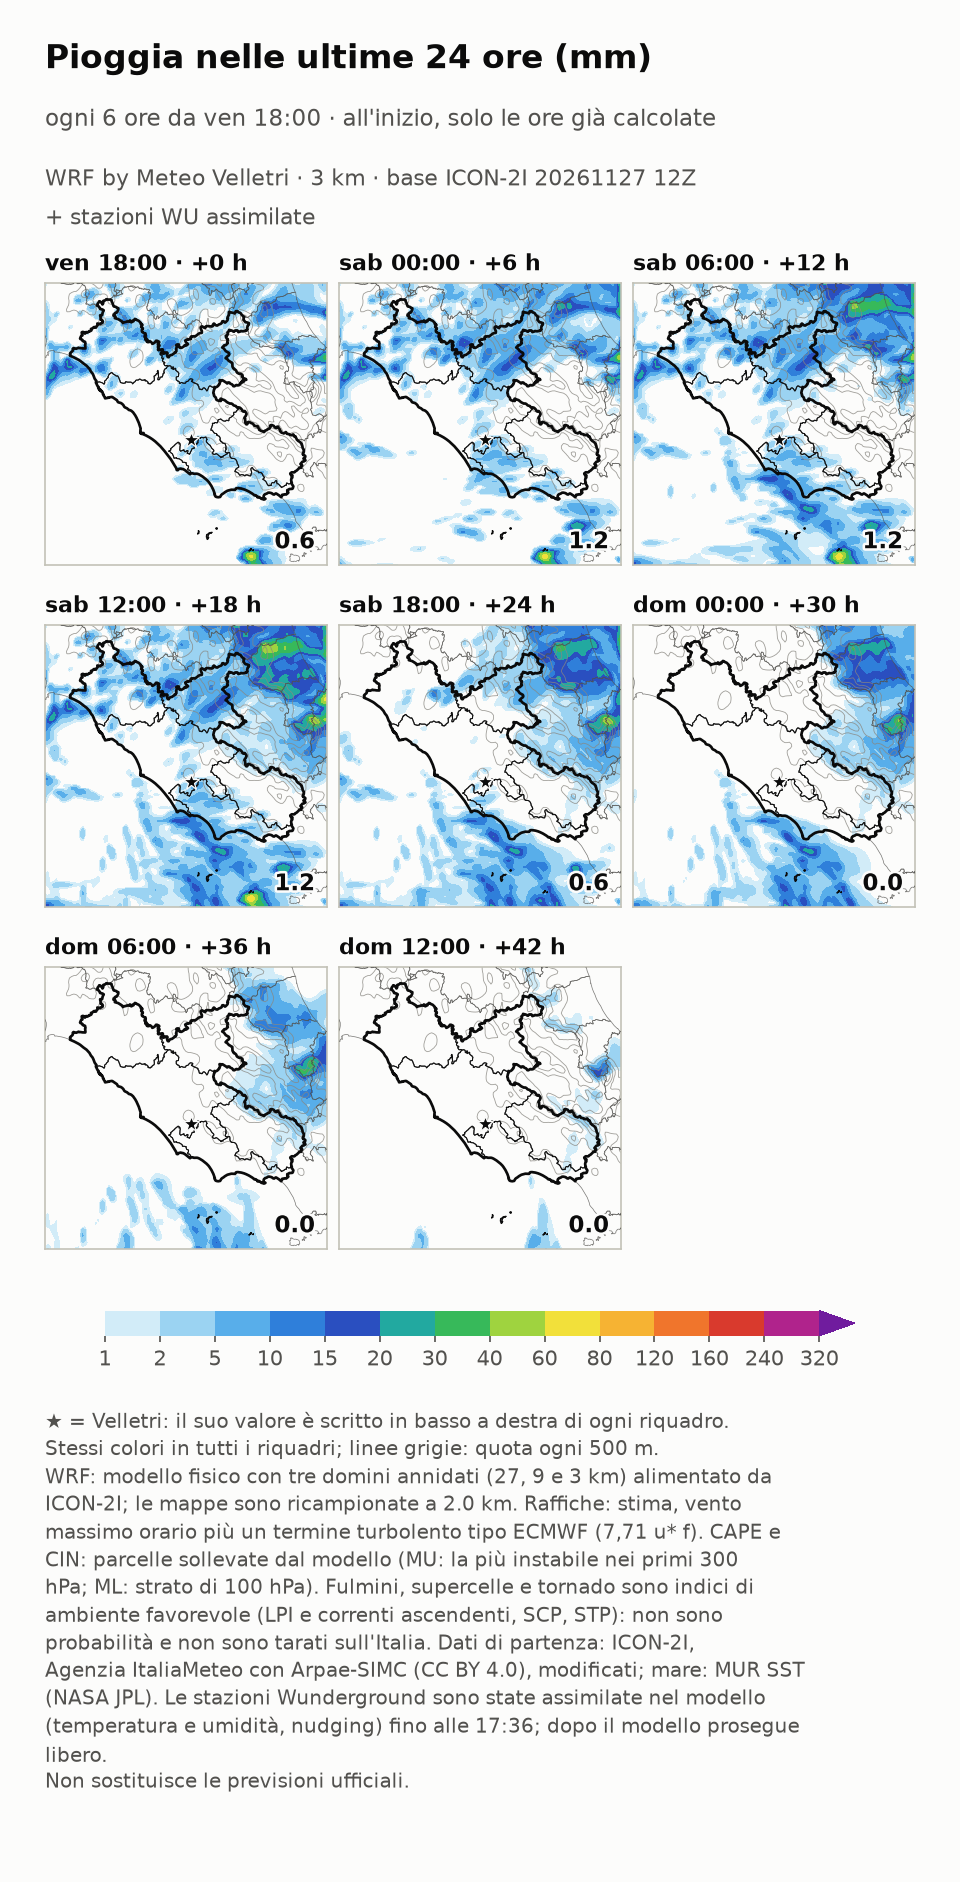 Pioggia nelle ultime 24 ore (mm)
ogni 6 ore da ven 18:00 · all'inizio, solo le ore già calcolate
WRF by Meteo Velletri · 3 km · base ICON-2I 20261127 12Z
+ stazioni WU assimilate
ven 18:00 · +0 h
sab 00:00 · +6 h
sab 06:00 · +12 h
0.6
1.2
1.2
sab 12:00 · +18 h
sab 18:00 · +24 h
dom 00:00 · +30 h
1.2
0.6
0.0
dom 06:00 · +36 h
dom 12:00 · +42 h
0.0
0.0
1 2 5 10 15 20 30 40 60 80 120 160 240 320
★ = Velletri: il suo valore è scritto in basso a destra di ogni riquadro.
Stessi colori in tutti i riquadri; linee grigie: quota ogni 500 m.
WRF: modello fisico con tre domini annidati (27, 9 e 3 km) alimentato da
ICON-2I; le mappe sono ricampionate a 2.0 km. Raffiche: stima, vento
massimo orario più un termine turbolento tipo ECMWF (7,71 u* f). CAPE e
CIN: parcelle sollevate dal modello (MU: la più instabile nei primi 300
hPa; ML: strato di 100 hPa). Fulmini, supercelle e tornado sono indici di
ambiente favorevole (LPI e correnti ascendenti, SCP, STP): non sono
probabilità e non sono tarati sull'Italia. Dati di partenza: ICON-2I,
Agenzia ItaliaMeteo con Arpae-SIMC (CC BY 4.0), modificati; mare: MUR SST
(NASA JPL). Le stazioni Wunderground sono state assimilate nel modello
(temperatura e umidità, nudging) fino alle 17:36; dopo il modello prosegue
libero.
Non sostituisce le previsioni ufficiali.